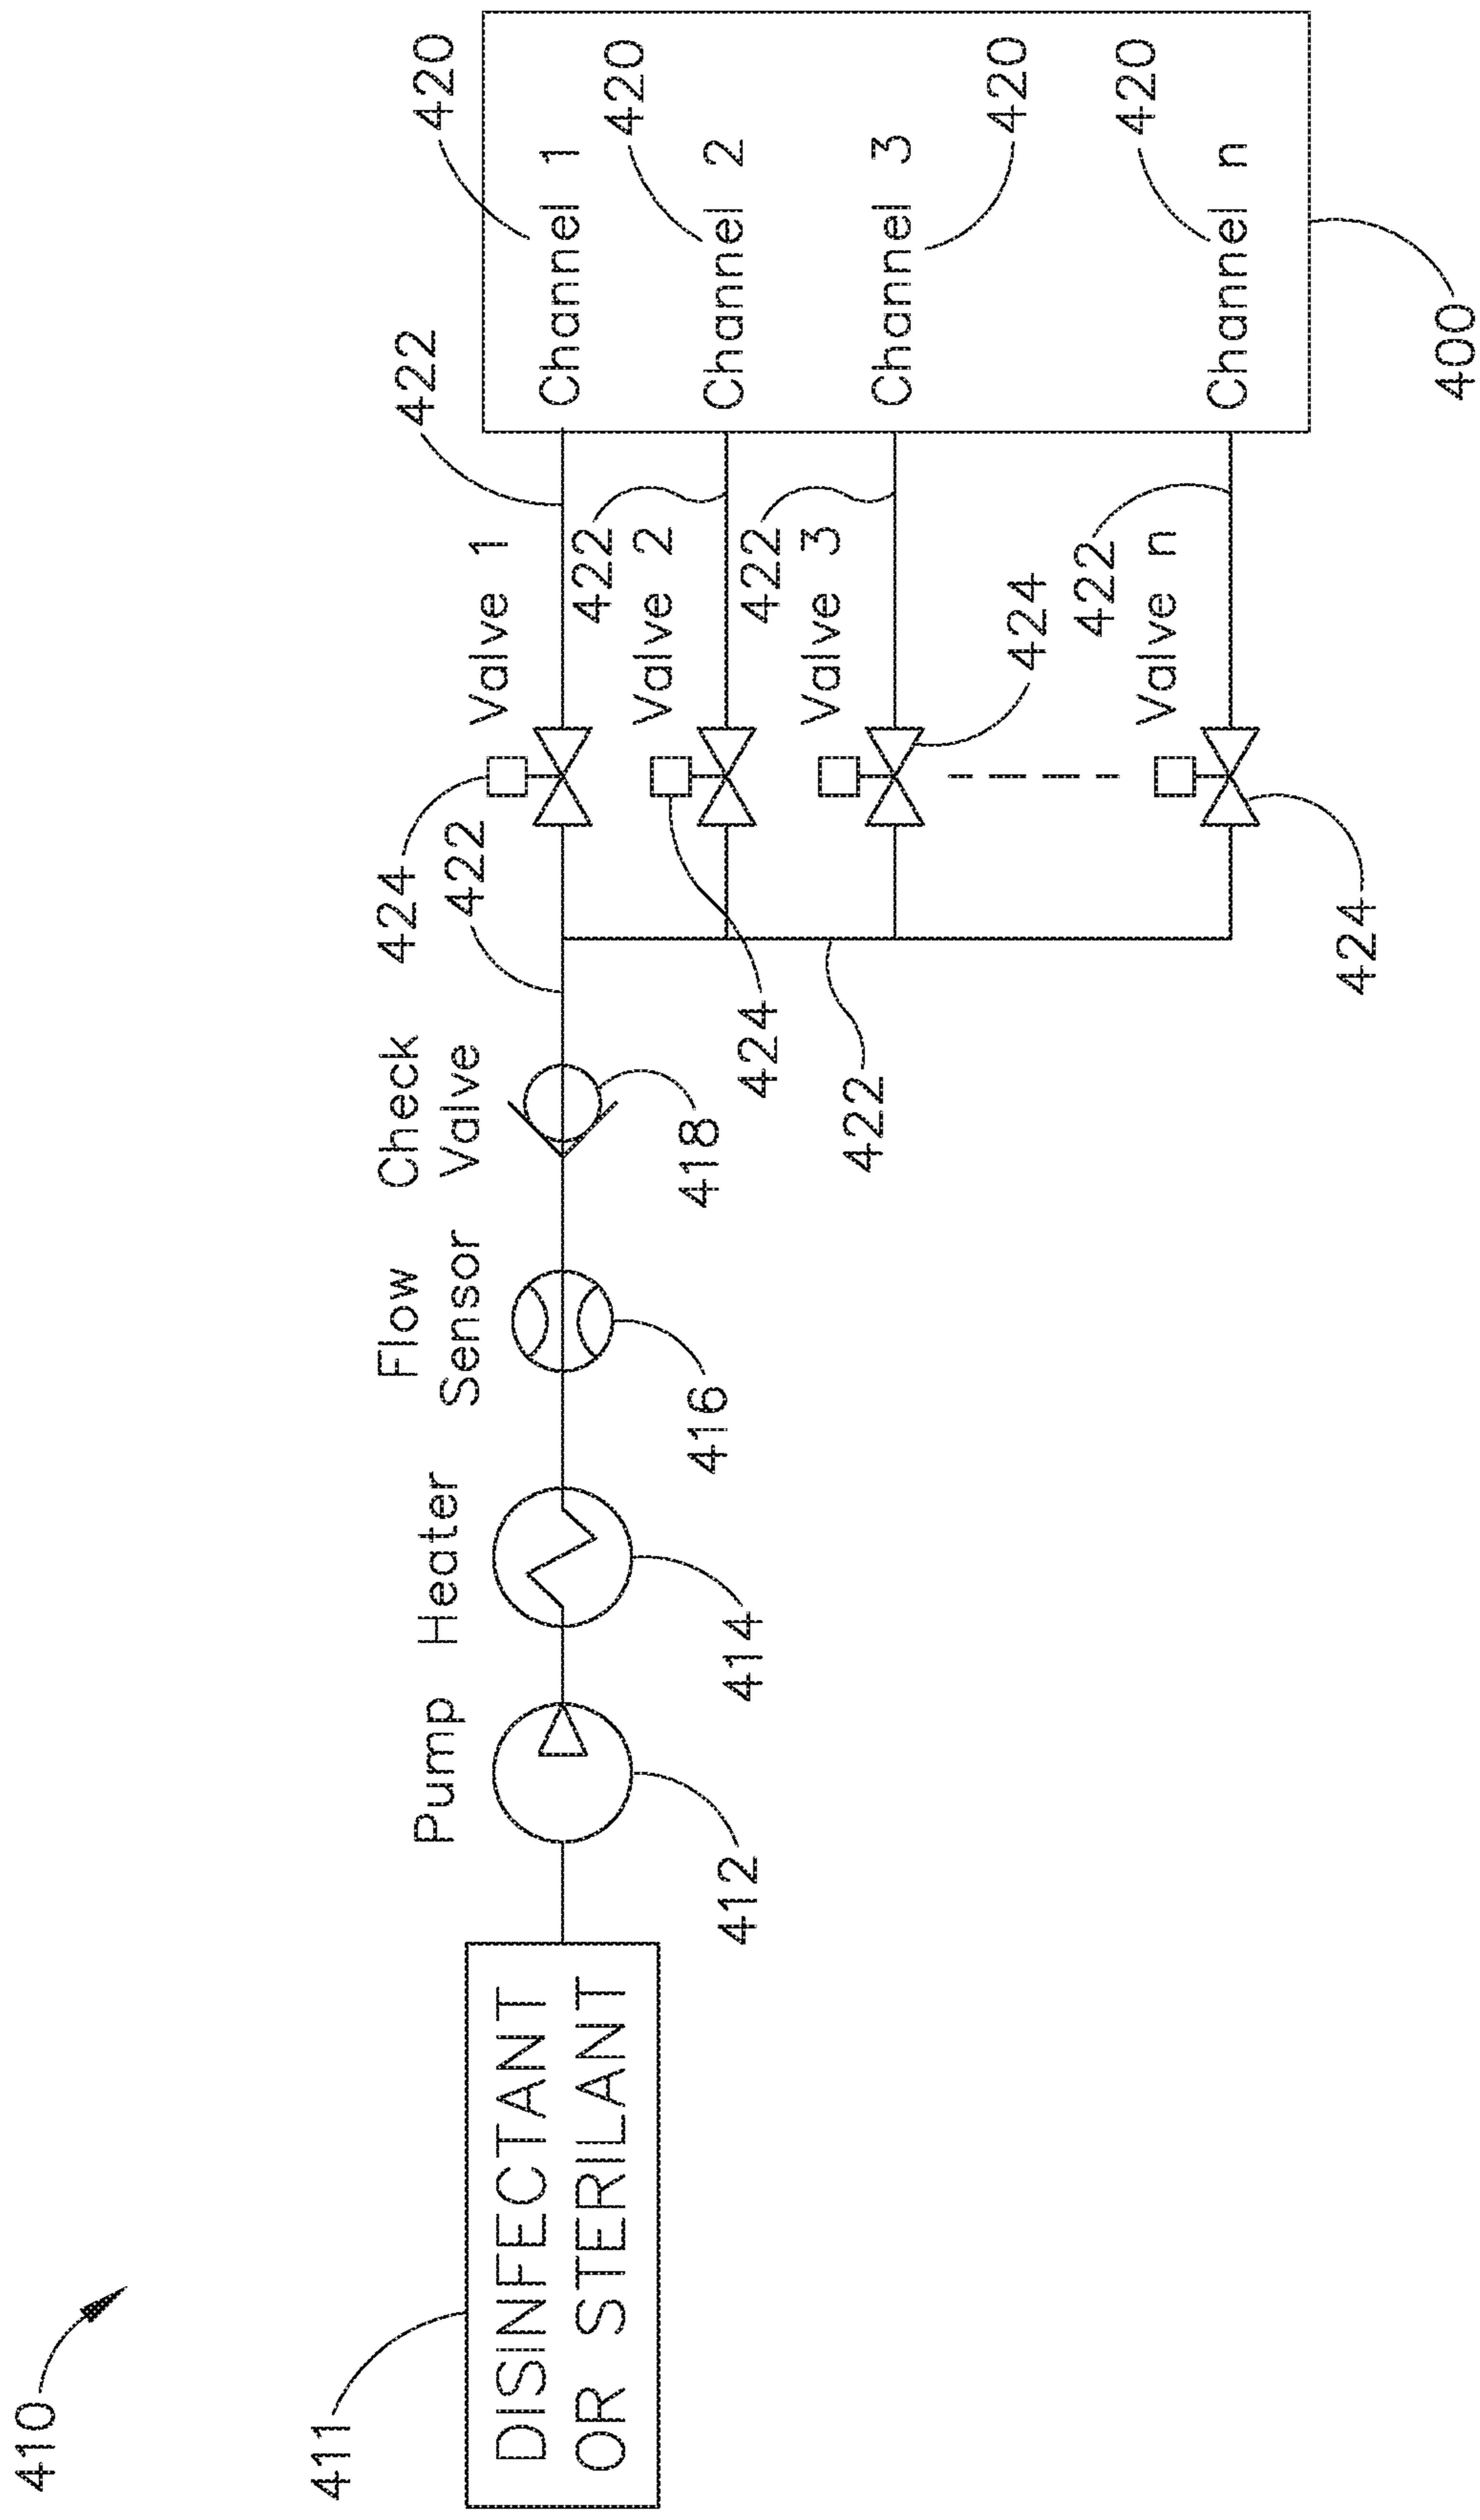 410
411
DISINFECTANT
OR STERILANT
Pump
412
Heater
414
Flow
Sensor
416
Check
Valve
418
422
422
424
Valve 1
422
424
Valve 2
422
424
Valve 3
422
424
Valve n
422
Channel 1
420
Channel 2
420
Channel 3
420
Channel n
420
400